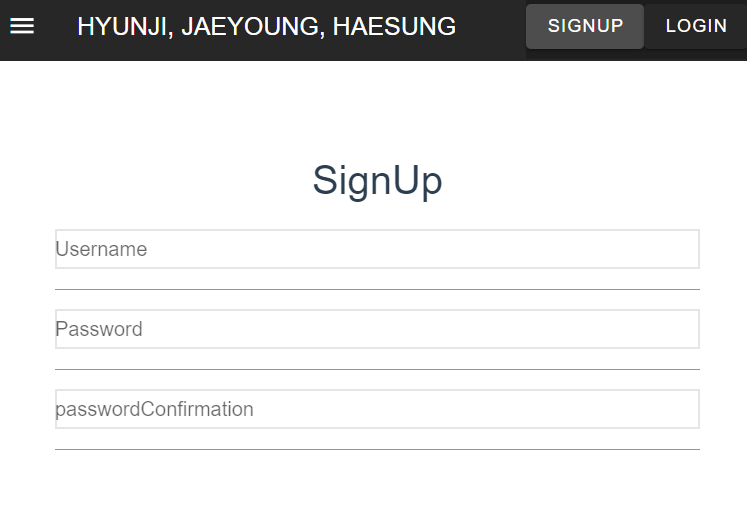 HYUNJI, JAEYOUNG, HAESUNG SIGNUP LOGIN
SignUp
Username
Password
passwordConfirmation